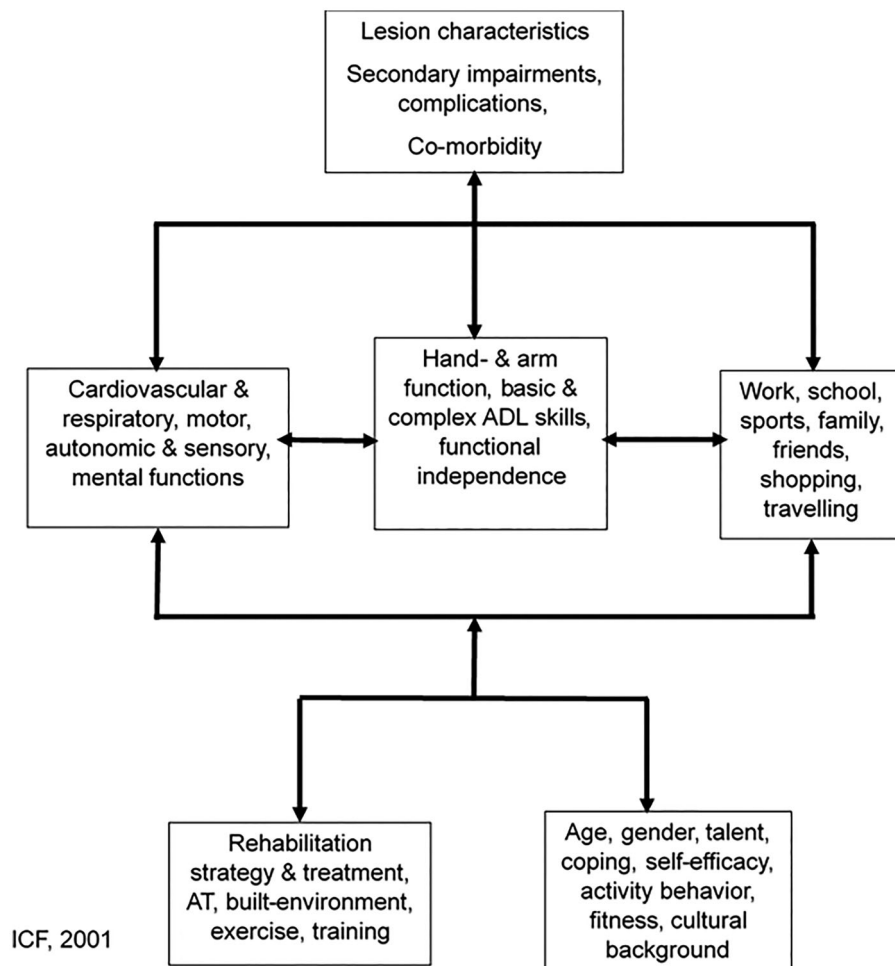 Lesion characteristics
Secondary impairments,
complications,
Co-morbidity
Cardiovascular &
respiratory, motor,
autonomic & sensory,
mental functions
Hand- & arm
function, basic &
complex ADL skills,
functional
independence
Work, school,
sports, family,
friends,
shopping,
travelling
Rehabilitation
strategy & treatment,
AT, built-environment,
exercise, training
Age, gender, talent,
coping, self-efficacy,
activity behavior,
fitness, cultural
background
ICF, 2001